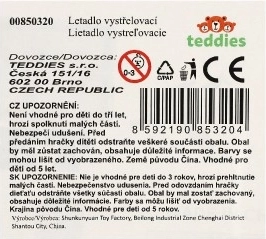 00850320
Letadlo vystřelovací
Lietadlo vystreľovacie
teddies
Dovozce/Dovozca:
TEDDIES s.r.o.
Česká 151/16
602 00 Brno
CZECH REPUBLIC
0-3
8 592190 853204
CZ UPOZORNĚNÍ:
Není vhodné pro děti do tří let, hrozí spolknutí malých částí. Nebezpečí udušení. Před předáním hračky dítěti odstraňte veškeré součásti obalu. Obal by měl zůstat zachován, obsahuje důležité informace. Barvy se mohou lišit od vyobrazeného. Země původu Čína. Vhodné pro děti od 5 let.
SK UPOZORNENIE: Nie je vhodné pre deti do 3 rokov, hrozí prehltnutie malých častí. Nebezpečenstvo udusenia. Pred odovzdaním hračky dieťaťu odstráňte všetky súčasti obalu. Obal by mal zostať zachovaný, obsahuje dôležité informácie. Farby sa môžu líšiť od vyobrazeného. Krajina pôvodu Čína. Vhodné pre deti od 5 rokov.
Výrobca/Výrobce: Shunkunyuan Toy Factory, Beifong Industrial Zone Chenghai District Shantou City, China.